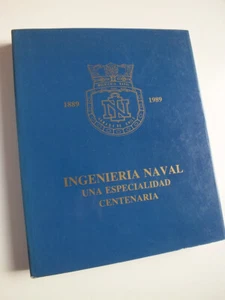 1889 1989
INGENIERIA NAVAL
UNA ESPECIALIDAD
CENTENARIA